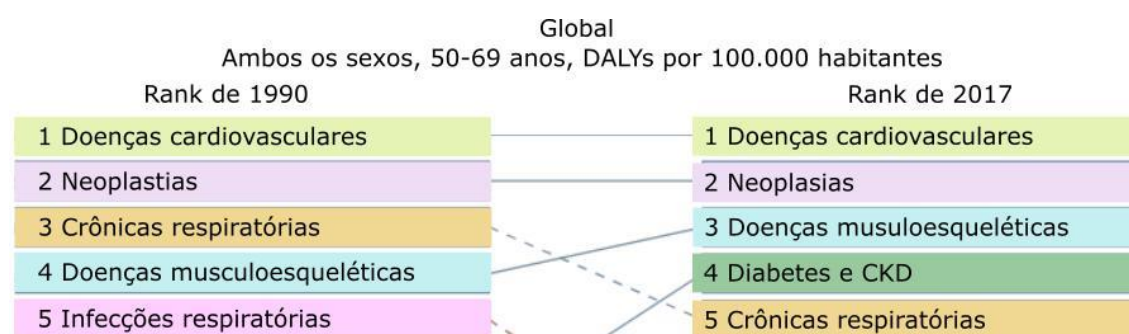 Global
Ambos os sexos, 50-69 anos, DALYs por 100.000 habitantes
Rank de 1990
Rank de 2017
1 Doenças cardiovasculares
1 Doenças cardiovasculares
2 Neoplastias
2 Neoplasias
3 Crônicas respiratórias
3 Doenças musuloesqueléticas
4 Doenças musculoesqueléticas
4 Diabetes e CKD
5 Infecções respiratórias
5 Crônicas respiratórias